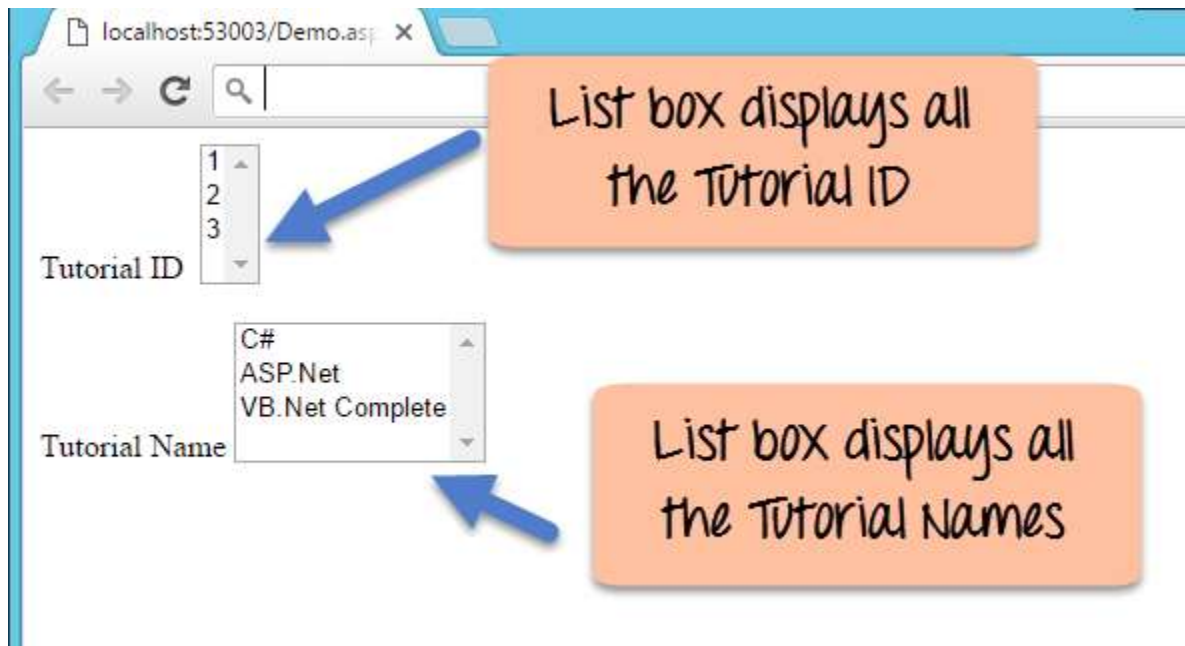 localhost:53003/Demo.asp
List box displays all
the Tutorial ID
1
2
3
Tutorial ID
C#
ASP.Net
VB.Net Complete
Tutorial Name
List box displays all
the Tutorial Names